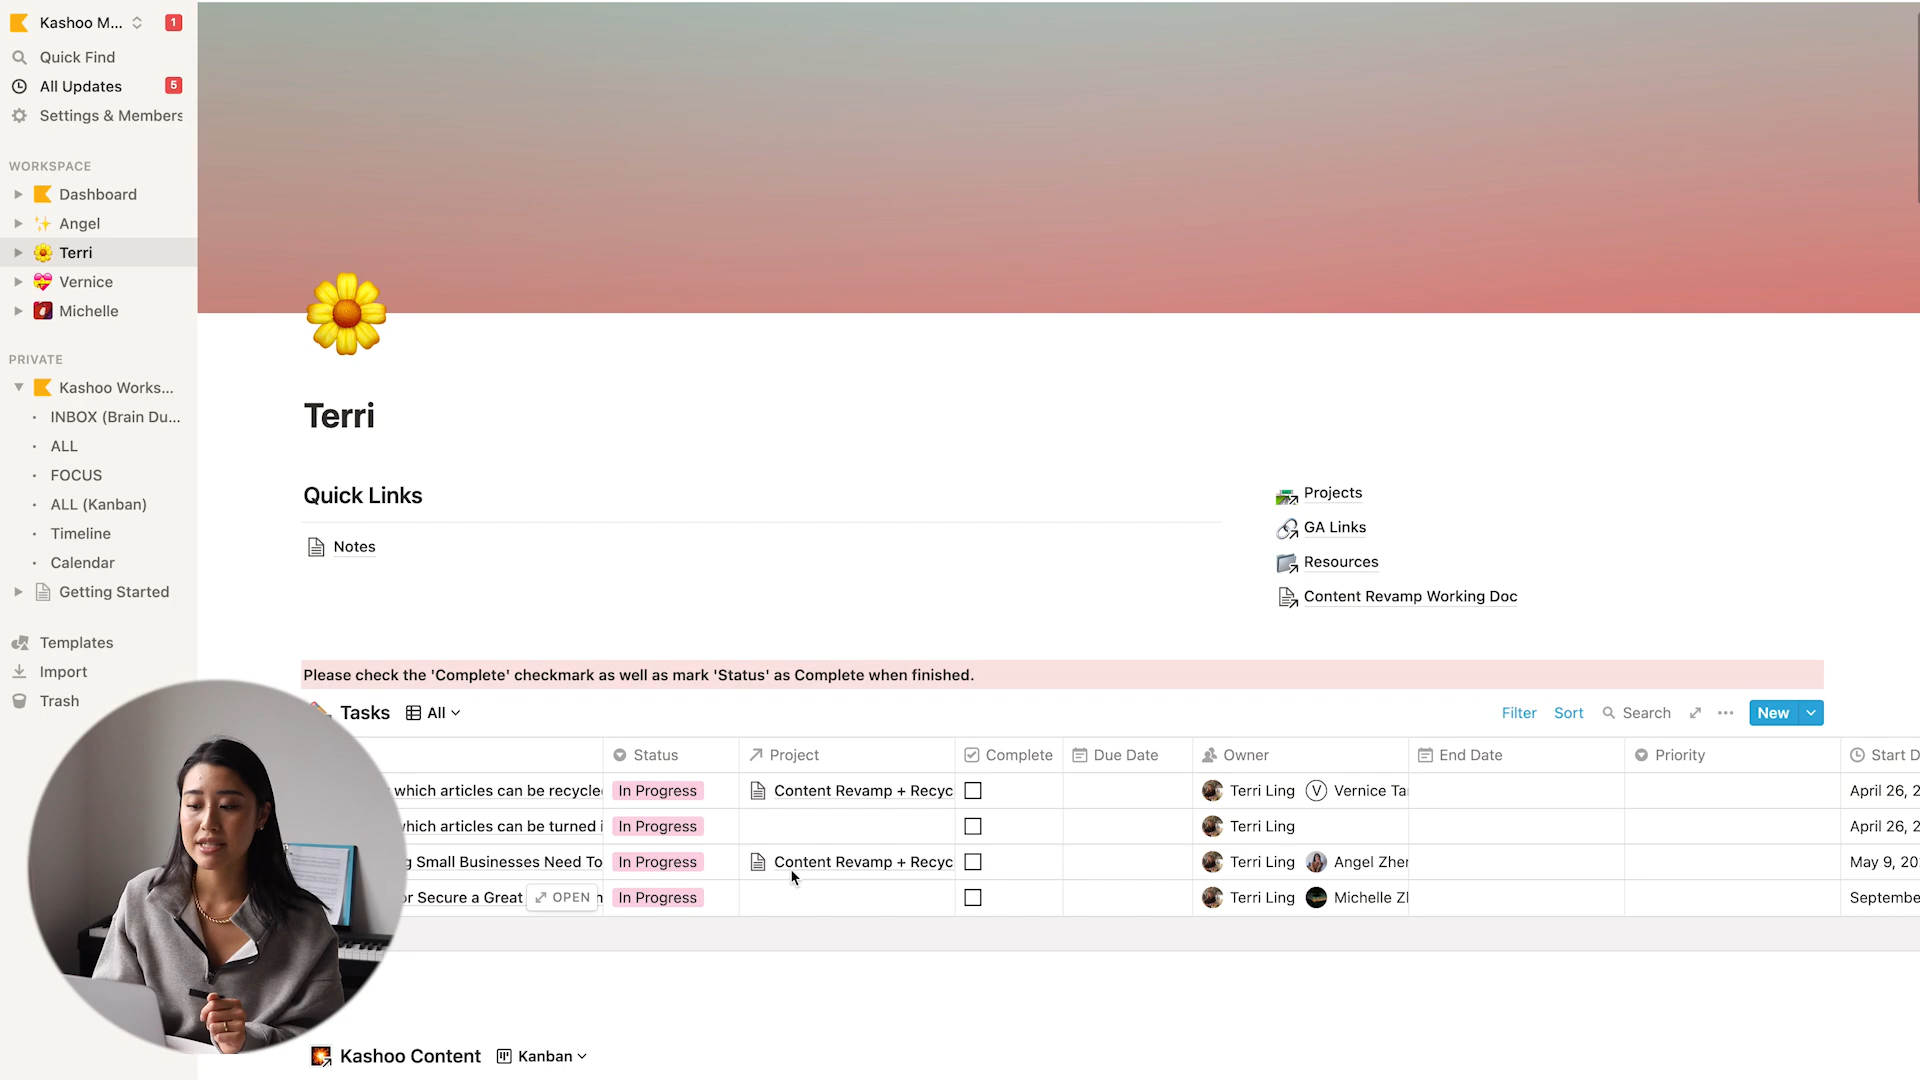 Kashoo M... 1
Quick Find
All Updates 5
Settings & Members
WORKSPACE
Dashboard
Angel
Terri
Vernice
Michelle
PRIVATE
Kashoo Works...
INBOX (Brain Du...
ALL
FOCUS
ALL (Kanban)
Timeline
Calendar
Getting Started
Templates
Import
Trash
Terri
Quick Links
Notes
Projects
GA Links
Resources
Content Revamp Working Doc
Please check the 'Complete' checkmark as well as mark 'Status' as Complete when finished.
Tasks All Filter Sort Search New
Status Project Complete Due Date Owner End Date Priority Start D
which articles can be recycle In Progress Content Revamp + Recyc Terri Ling V Vernice Ta April 26, 2
which articles can be turned i In Progress Terri Ling April 26, 2
g Small Businesses Need To In Progress Content Revamp + Recyc Terri Ling Angel Zher May 9, 20
or Secure a Great OPEN In Progress Terri Ling Michelle Zl Septembe
Kashoo Content Kanban